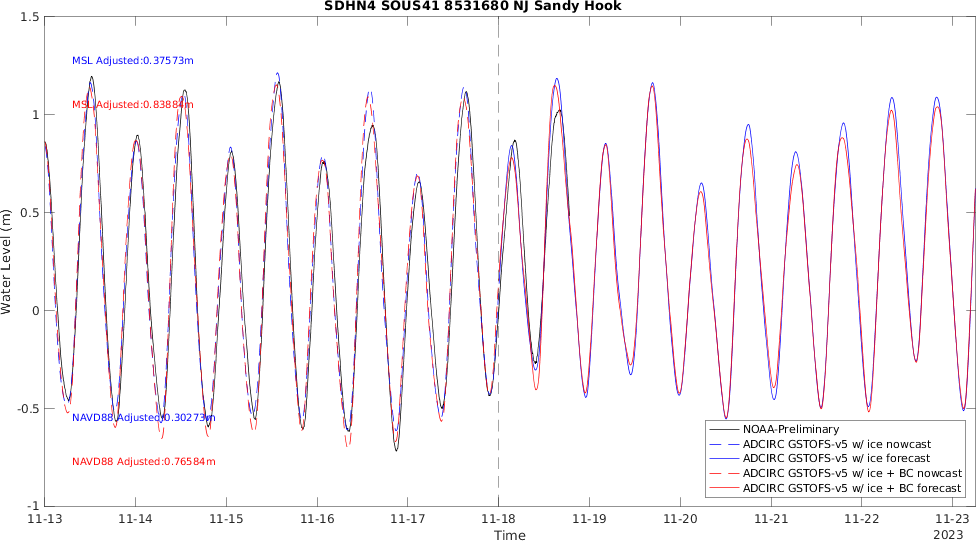 SDHN4 SOUS41 8531680 NJ Sandy Hook
1.5
MSL Adjusted:0.37573m
MSL Adjusted:0.83884m
1
0.5
Water Level (m)
0
-0.5
NAVD88 Adjusted:0.30273m
NAVD88 Adjusted:0.76584m
NOAA-Preliminary
ADCIRC GSTOFS-v5 w/ ice nowcast
ADCIRC GSTOFS-v5 w/ ice forecast
ADCIRC GSTOFS-v5 w/ ice + BC nowcast
ADCIRC GSTOFS-v5 w/ ice + BC forecast
-1
11-13 11-14 11-15 11-16 11-17 11-18 11-19 11-20 11-21 11-22 11-23
Time 2023